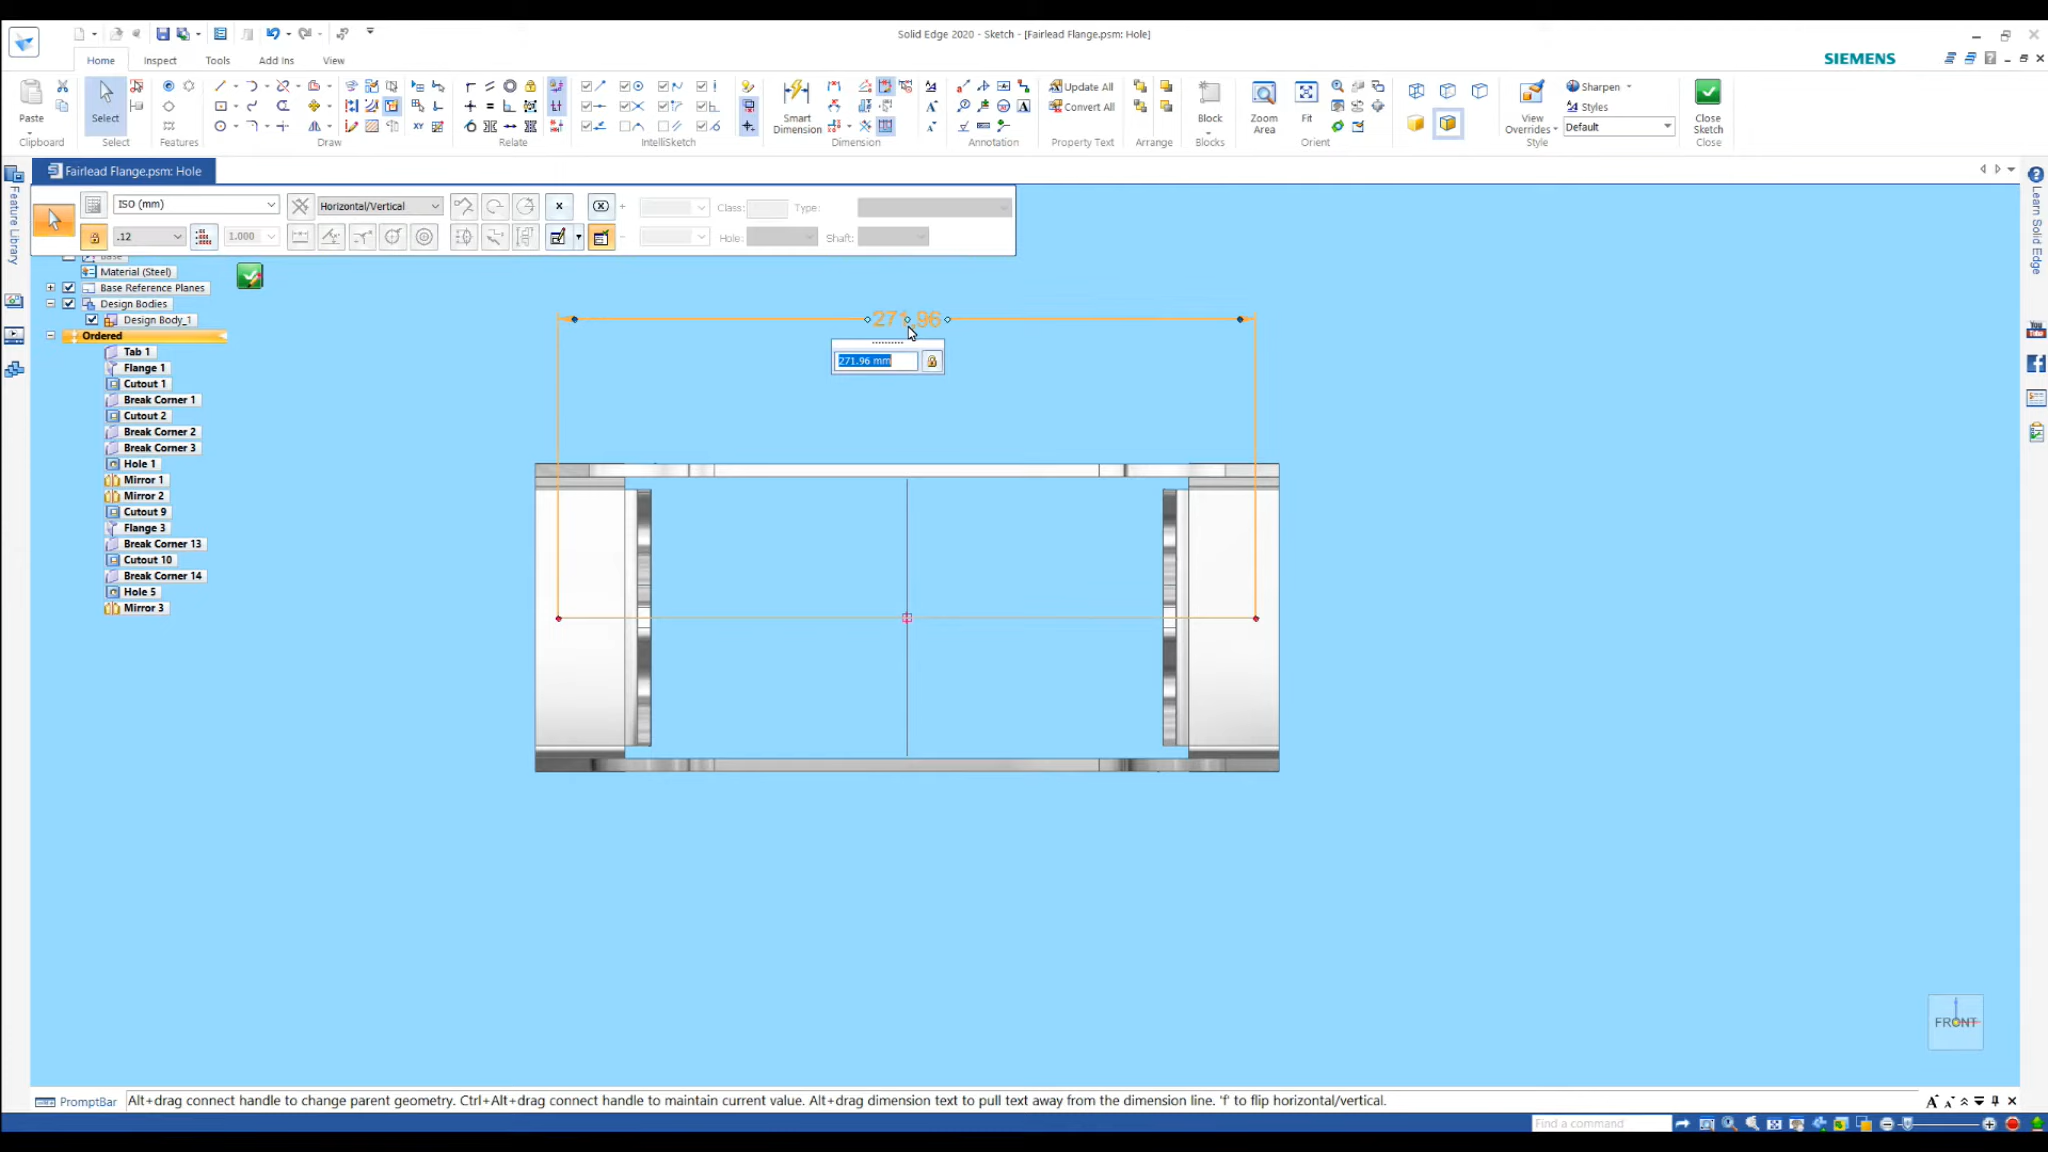 Solid Edge 2020 - Sketch - [Fairlead Flange.psm: Hole]
Home
Inspect
Tools
Add Ins
View
SIEMENS
Paste
Clipboard
Select
Select
Features
Draw
Relate
IntelliSketch
Smart
Dimension
Dimension
Annotation
Update All
Convert All
Property Text
Arrange
Block
Blocks
Zoom
Area
Fit
Orient
View
Overrides
Sharpen
Styles
Default
Style
Close
Sketch
Close
Fairlead Flange.psm: Hole
Feature Library
Learn Solid Edge
ISO (mm)
Horizontal/Vertical
Class:
Type:
.12
1.000
Hole:
Shaft:
Base
Material (Steel)
Base Reference Planes
Design Bodies
Design Body_1
Ordered
Tab 1
Flange 1
Cutout 1
Break Corner 1
Cutout 2
Break Corner 2
Break Corner 3
Hole 1
Mirror 1
Mirror 2
Cutout 9
Flange 3
Break Corner 13
Cutout 10
Break Corner 14
Hole 5
Mirror 3
271,96
271.96 mm
You
Tube
FRONT
PromptBar
Alt+drag connect handle to change parent geometry. Ctrl+Alt+drag connect handle to maintain current value. Alt+drag dimension text to pull text away from the dimension line. 'f' to flip horizontal/vertical.
Find a command